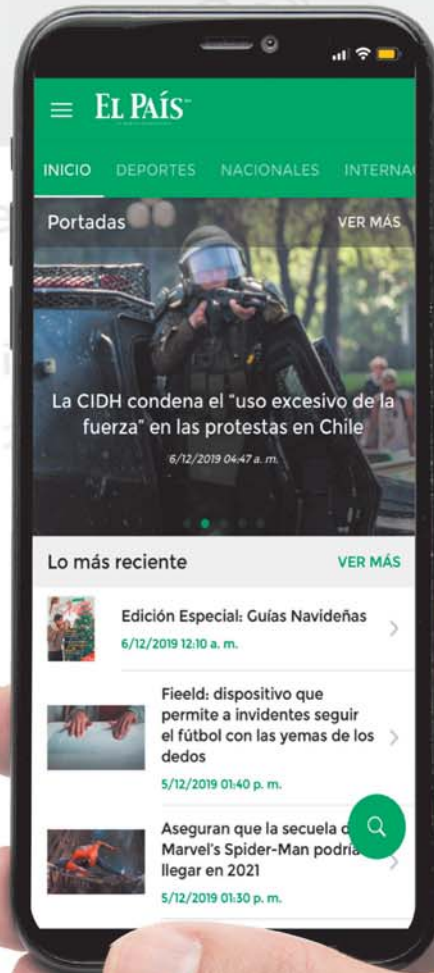 EL PAÍS
INICIO DEPORTES NACIONALES INTERNA
Portadas VER MÁS
La CIDH condena el "uso excesivo de la
fuerza" en las protestas en Chile
6/12/2019 04:47 a. m.
Lo más reciente VER MÁS
Edición Especial: Guías Navideñas
6/12/2019 12:10 a. m.
Fieeld: dispositivo que
permite a invidentes seguir
el fútbol con las yemas de los
dedos
5/12/2019 01:40 p. m.
Aseguran que la secuela
Marvel's Spider-Man podría
llegar en 2021
5/12/2019 01:30 p. m.